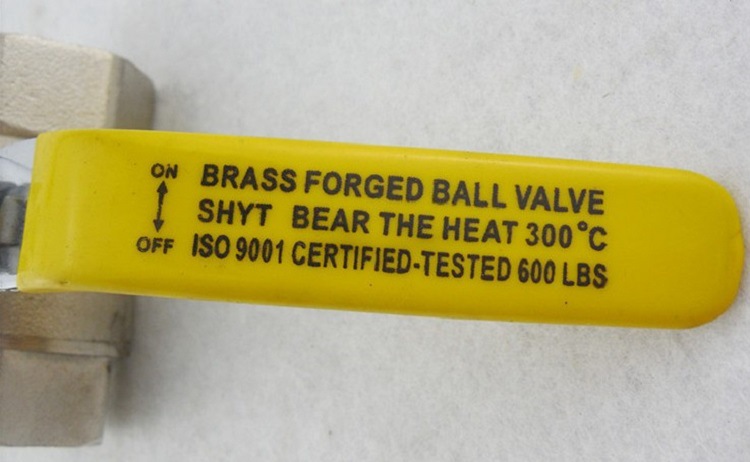 ON
OFF
BRASS FORGED BALL VALVE
SHYT BEAR THE HEAT 300°C
ISO 9001 CERTIFIED-TESTED 600 LBS